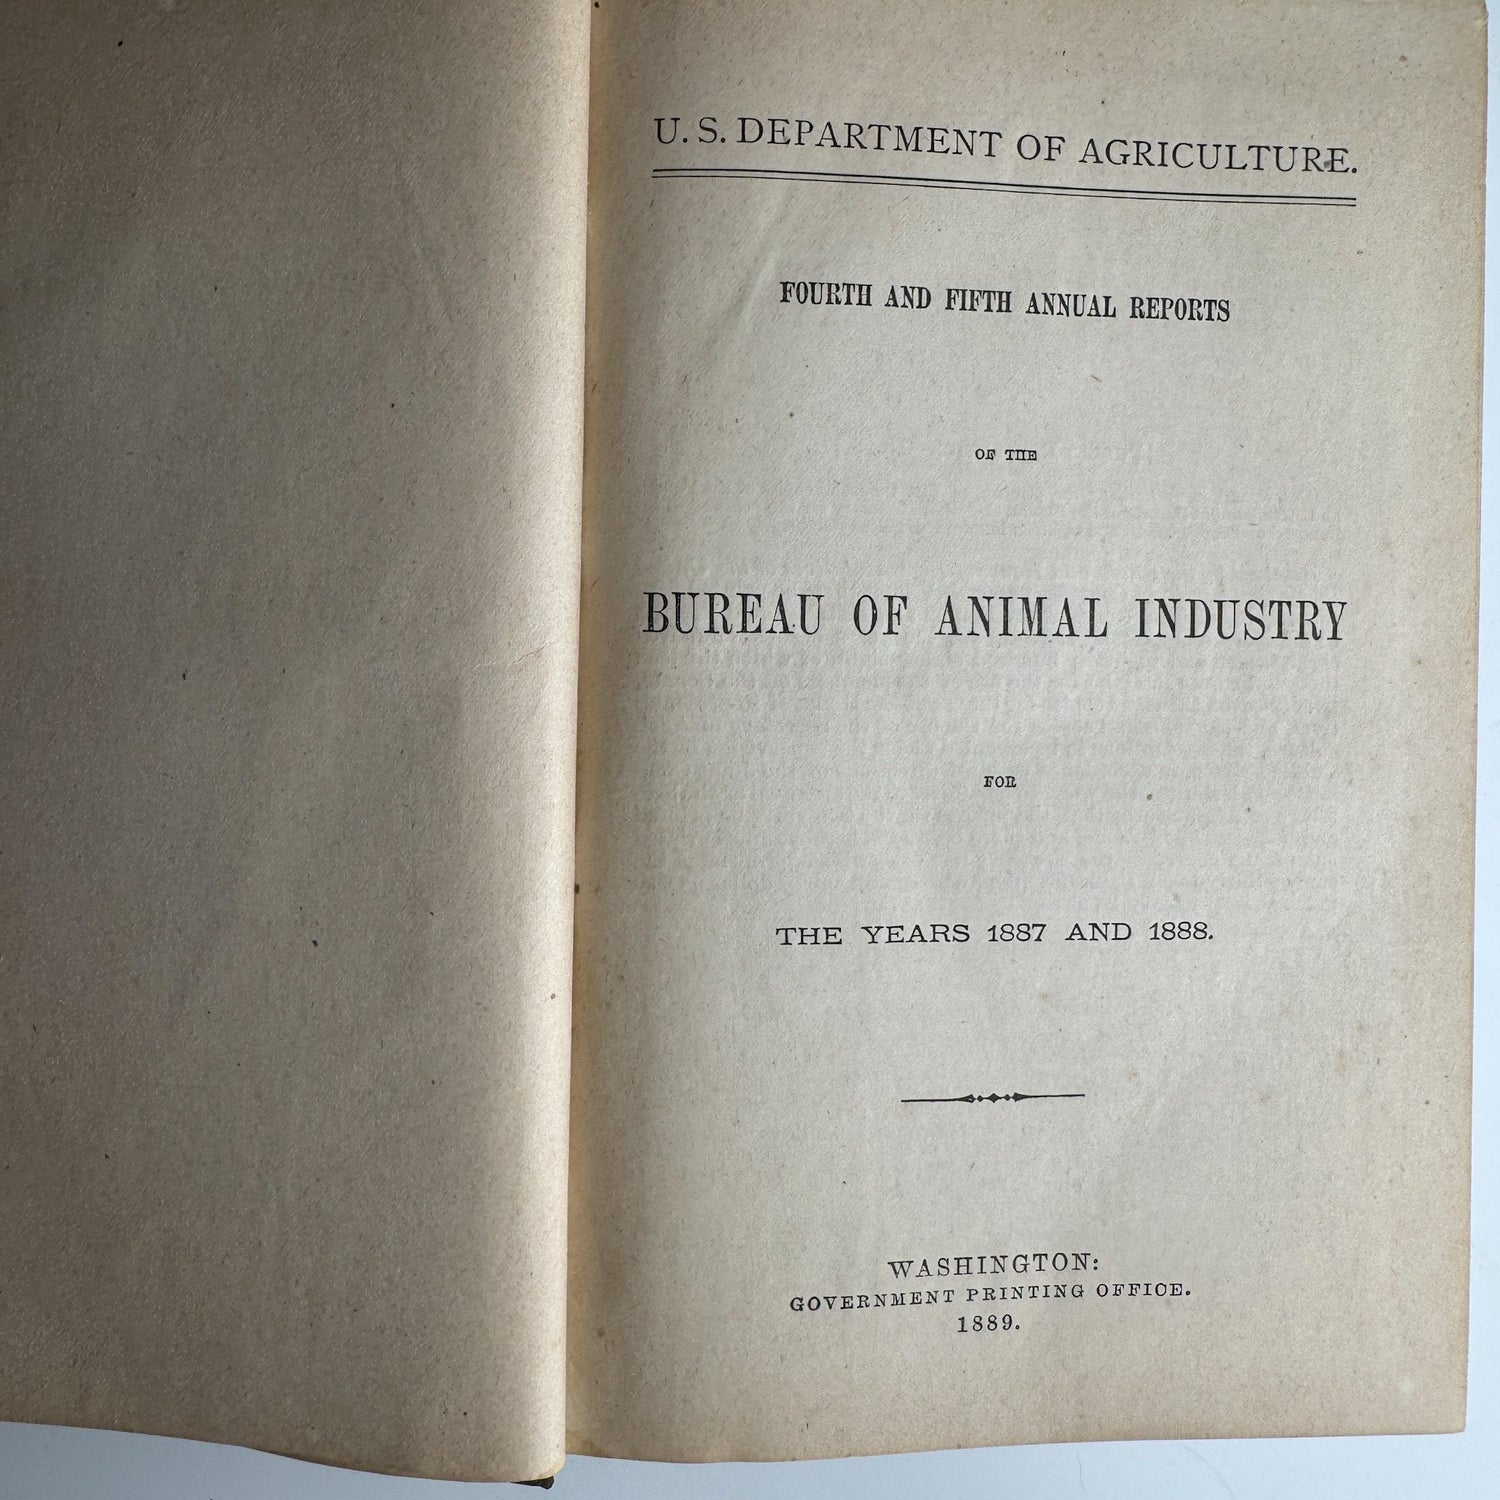 U. S. DEPARTMENT OF AGRICULTURE.
FOURTH AND FIFTH ANNUAL REPORTS
OF THE
BUREAU OF ANIMAL INDUSTRY
FOR
THE YEARS 1887 AND 1888.
WASHINGTON:
GOVERNMENT PRINTING OFFICE.
1889.